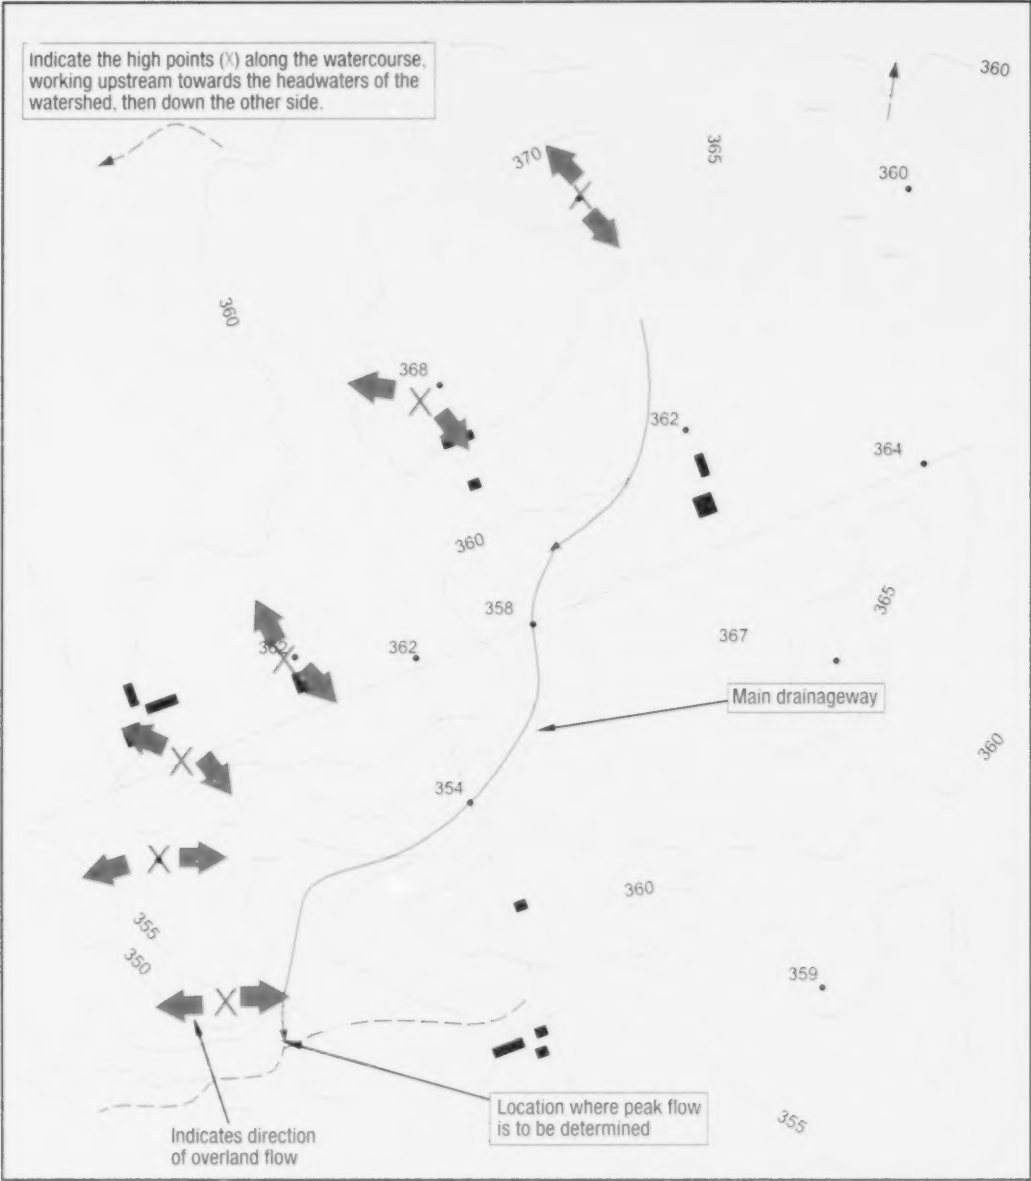 Indicate the high points (X) along the watercourse,
working upstream towards the headwaters of the
watershed, then down the other side.
360
370
365
360
360
368
362
364
360
358
365
362
362
367
Main drainageway
360
354
360
355
350
359
Location where peak flow
is to be determined
355
Indicates direction
of overland flow